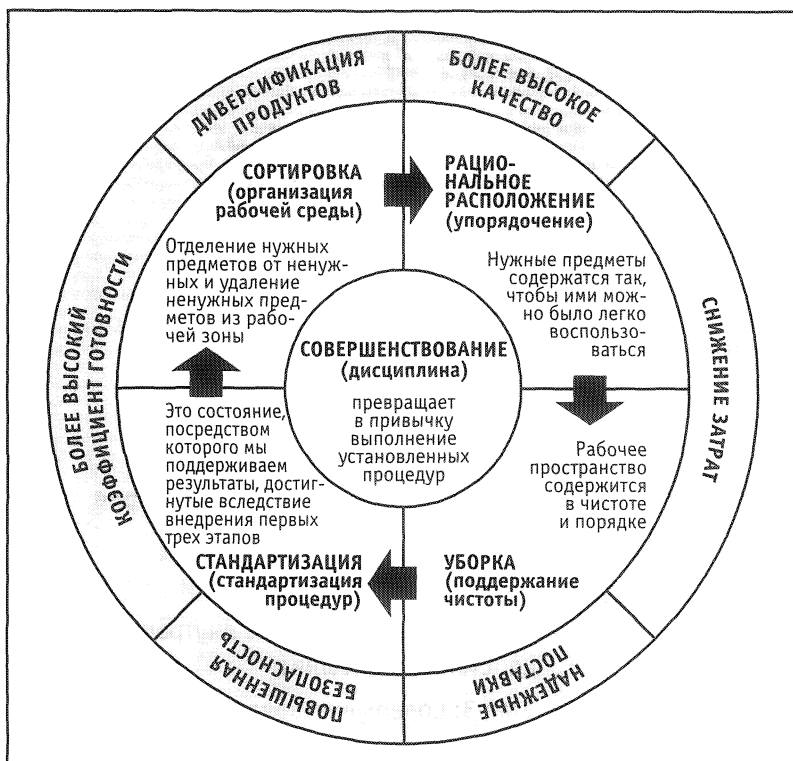 ДИВЕРСИФИКАЦИЯ
ПРОДУКТОВ
БОЛЕЕ ВЫСОКОЕ
КАЧЕСТВО
СНИЖЕНИЕ ЗАТРАТ
НАДЕЖНЫЕ
ПОСТАВКИ
ПОВЫШЕННАЯ
БЕЗОПАСНОСТЬ
БОЛЕЕ ВЫСОКИЙ
КОЭФФИЦИЕНТ ГОТОВНОСТИ
СОРТИРОВКА
(организация
рабочей среды)
Отделение нужных
предметов от ненуж-
ных и удаление
ненужных пред-
метов из рабо-
чей зоны
РАЦИО-
НАЛЬНОЕ
РАСПОЛОЖЕНИЕ
(упорядочение)
Нужные предметы
содержатся так,
чтобы ими мож-
но было легко
воспользо-
ваться
СОВЕРШЕНСТВОВАНИЕ
(дисциплина)
превращает
в привычку
выполнение
установленных
процедур
Рабочее
пространство
содержится
в чистоте
и порядке
УБОРКА
(поддержание
чистоты)
Это состояние,
посредством
которого мы
поддерживаем
результаты, достиг-
нутые вследствие
внедрения первых
трех этапов
СТАНДАРТИЗАЦИЯ
(стандартизация
процедур)